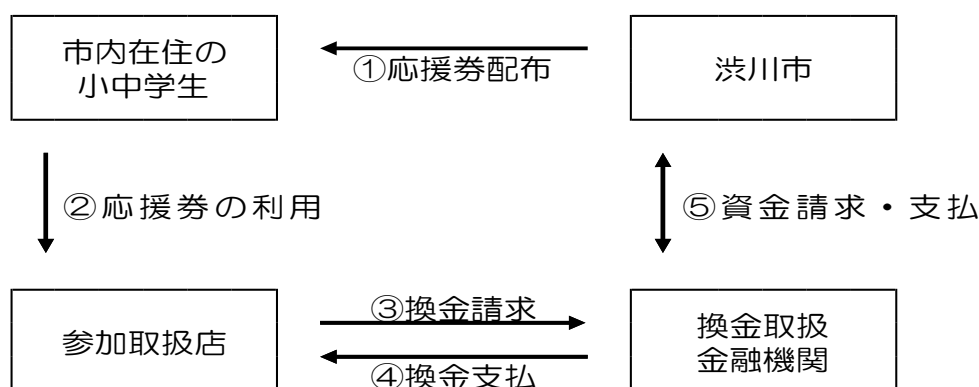 市内在住の
小中学生
①応援券配布
渋川市
②応援券の利用
⑤資金請求・支払
参加取扱店
③換金請求
④換金支払
換金取扱
金融機関